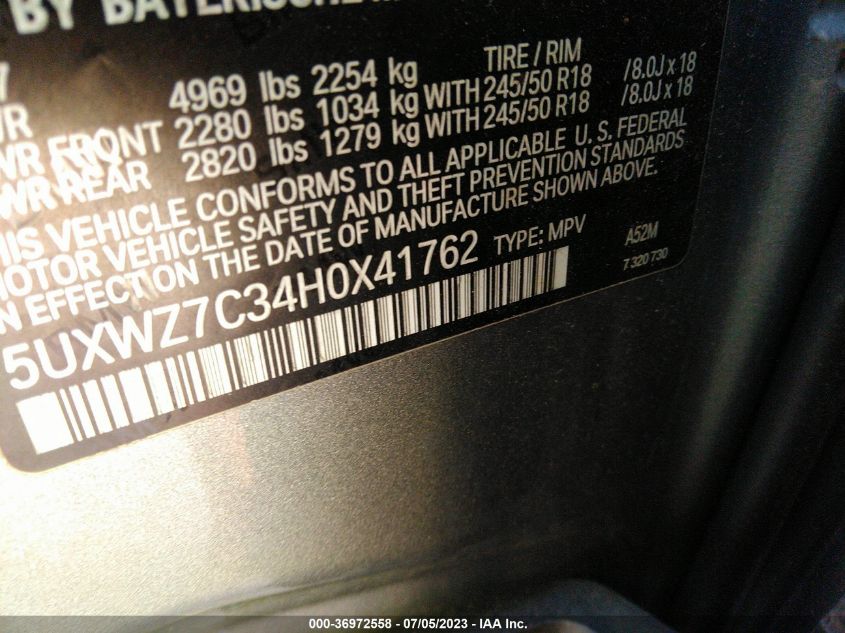 BY
7
4969 lbs 2254 kg TIRE / RIM
FRONT 2280 lbs 1034 kg WITH 245/50 R18 /8.0J x 18
REAR 2820 lbs 1279 kg WITH 245/50 R18 /8.0J x 18
VEHICLE CONFORMS TO ALL APPLICABLE U.S. FEDERAL
VEHICLE SAFETY AND THEFT PREVENTION STANDARDS
EFFECT ON THE DATE OF MANUFACTURE SHOWN ABOVE.
5UXWZ7C34H0X41762 TYPE: MPV A52M
7 320 730
000-36972558 - 07/05/2023 - IAA Inc.